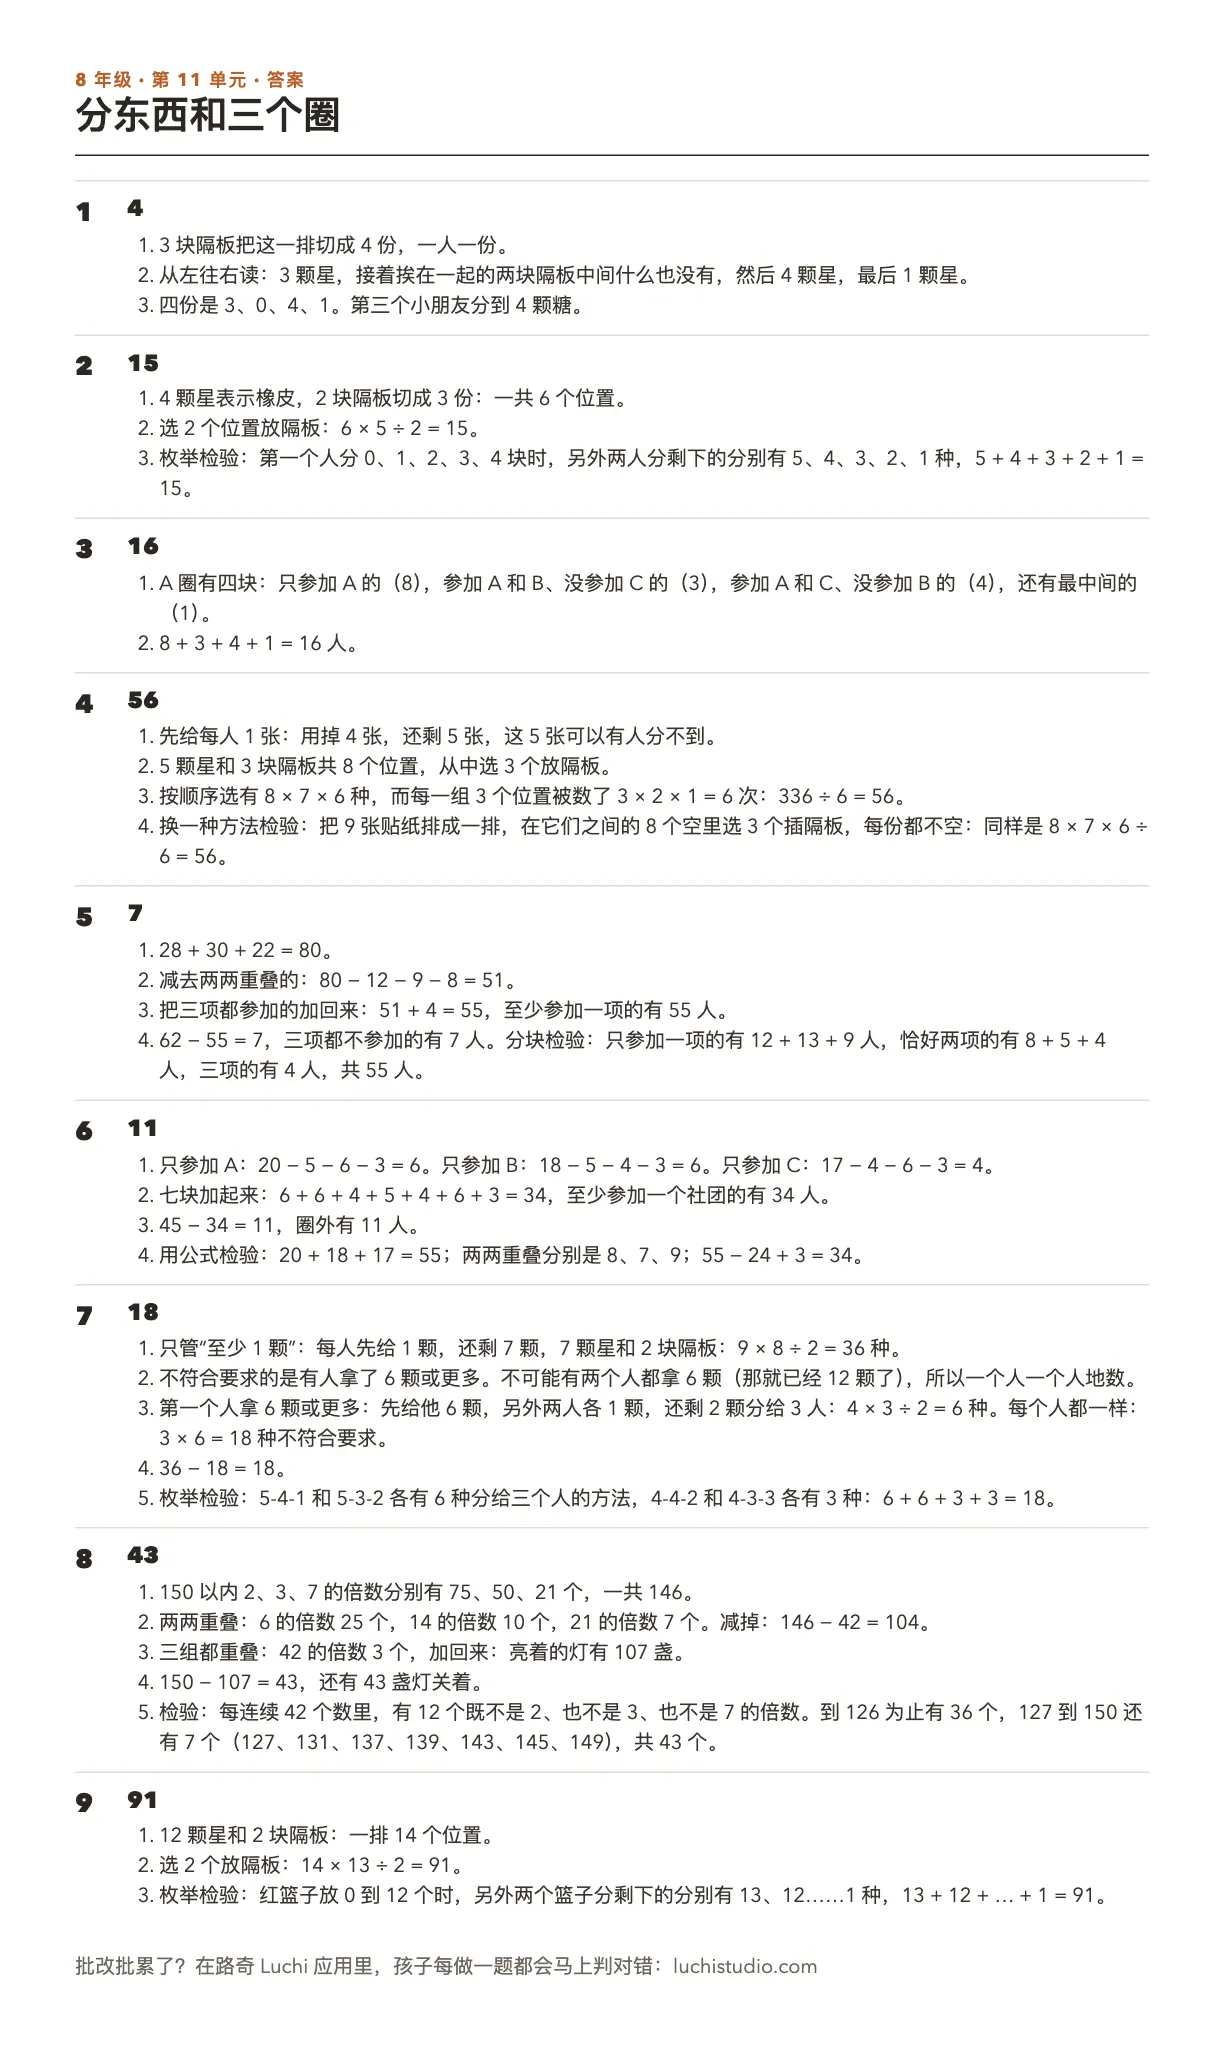 8 年级 · 第 11 单元 · 答案
分东西和三个圈
1 4
1. 3 块隔板把这一排切成 4 份，一人一份。
2. 从左往右读：3 颗星，接着挨在一起的两块隔板中间什么也没有，然后 4 颗星，最后 1 颗星。
3. 四份是 3、0、4、1。第三个小朋友分到 4 颗糖。
2 15
1. 4 颗星表示橡皮，2 块隔板切成 3 份：一共 6 个位置。
2. 选 2 个位置放隔板：6 × 5 ÷ 2 = 15。
3. 枚举检验：第一个人分 0、1、2、3、4 块时，另外两人分剩下的分别有 5、4、3、2、1 种，5 + 4 + 3 + 2 + 1 =
15。
3 16
1. A 圈有四块：只参加 A 的（8），参加 A 和 B、没参加 C 的（3），参加 A 和 C、没参加 B 的（4），还有最中间的
（1）。
2. 8 + 3 + 4 + 1 = 16 人。
4 56
1. 先给每人 1 张：用掉 4 张，还剩 5 张，这 5 张可以有人分不到。
2. 5 颗星和 3 块隔板共 8 个位置，从中选 3 个放隔板。
3. 按顺序选有 8 × 7 × 6 种，而每一组 3 个位置被数了 3 × 2 × 1 = 6 次：336 ÷ 6 = 56。
4. 换一种方法检验：把 9 张贴纸排成一排，在它们之间的 8 个空里选 3 个插隔板，每份都不空：同样是 8 × 7 × 6 ÷
6 = 56。
5 7
1. 28 + 30 + 22 = 80。
2. 减去两两重叠的：80 − 12 − 9 − 8 = 51。
3. 把三项都参加的加回来：51 + 4 = 55，至少参加一项的有 55 人。
4. 62 − 55 = 7，三项都不参加的有 7 人。分块检验：只参加一项的有 12 + 13 + 9 人，恰好两项的有 8 + 5 + 4
人，三项的有 4 人，共 55 人。
6 11
1. 只参加 A：20 − 5 − 6 − 3 = 6。只参加 B：18 − 5 − 4 − 3 = 6。只参加 C：17 − 4 − 6 − 3 = 4。
2. 七块加起来：6 + 6 + 4 + 5 + 4 + 6 + 3 = 34，至少参加一个社团的有 34 人。
3. 45 − 34 = 11，圈外有 11 人。
4. 用公式检验：20 + 18 + 17 = 55；两两重叠分别是 8、7、9；55 − 24 + 3 = 34。
7 18
1. 只管“至少 1 颗”：每人先给 1 颗，还剩 7 颗，7 颗星和 2 块隔板：9 × 8 ÷ 2 = 36 种。
2. 不符合要求的是有人拿了 6 颗或更多。不可能有两个人都拿 6 颗（那就已经 12 颗了），所以一个人一个人地数。
3. 第一个人拿 6 颗或更多：先给他 6 颗，另外两人各 1 颗，还剩 2 颗分给 3 人：4 × 3 ÷ 2 = 6 种。每个人都一样：
3 × 6 = 18 种不符合要求。
4. 36 − 18 = 18。
5. 枚举检验：5-4-1 和 5-3-2 各有 6 种分给三个人的方法，4-4-2 和 4-3-3 各有 3 种：6 + 6 + 3 + 3 = 18。
8 43
1. 150 以内 2、3、7 的倍数分别有 75、50、21 个，一共 146。
2. 两两重叠：6 的倍数 25 个，14 的倍数 10 个，21 的倍数 7 个。减掉：146 − 42 = 104。
3. 三组都重叠：42 的倍数 3 个，加回来：亮着的灯有 107 盏。
4. 150 − 107 = 43，还有 43 盏灯关着。
5. 检验：每连续 42 个数里，有 12 个既不是 2、也不是 3、也不是 7 的倍数。到 126 为止有 36 个，127 到 150 还
有 7 个（127、131、137、139、143、145、149），共 43 个。
9 91
1. 12 颗星和 2 块隔板：一排 14 个位置。
2. 选 2 个放隔板：14 × 13 ÷ 2 = 91。
3. 枚举检验：红篮子放 0 到 12 个时，另外两个篮子分剩下的分别有 13、12……1 种，13 + 12 + … + 1 = 91。
批改批累了？在路奇 Luchi 应用里，孩子每做一题都会马上判对错：luchistudio.com